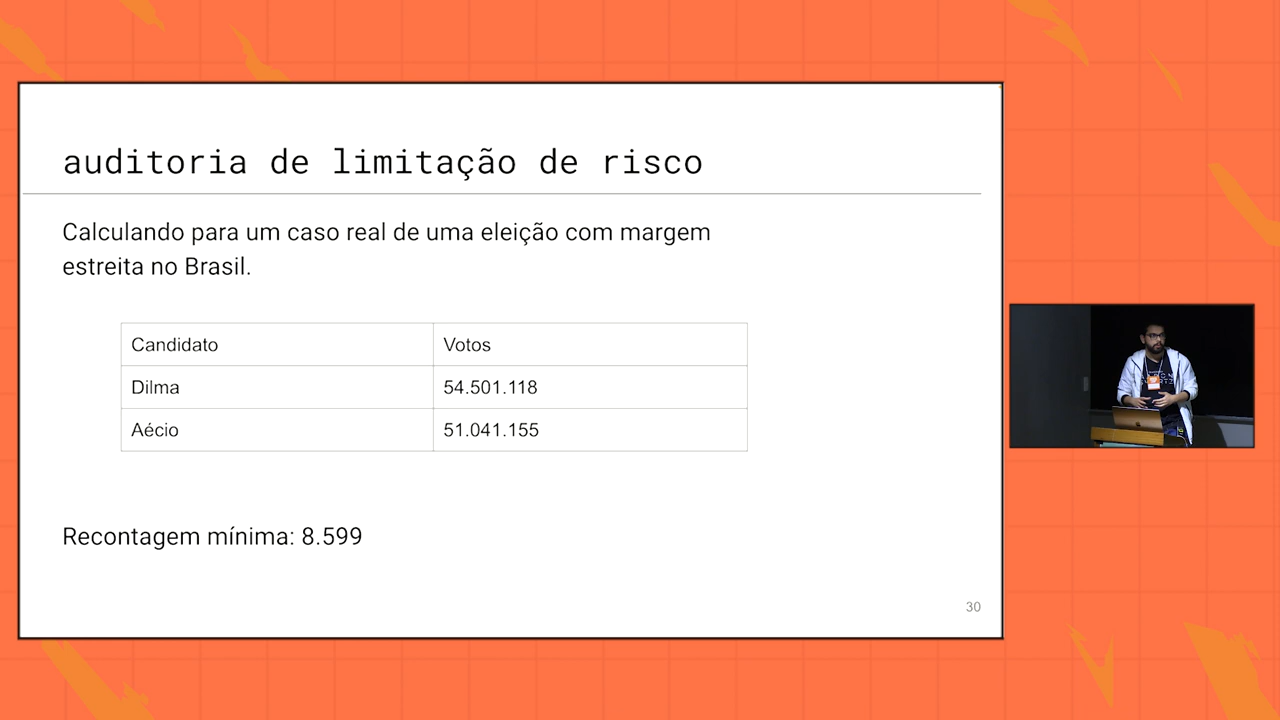 auditoria de limitação de risco
Calculando para um caso real de uma eleição com margem
estreita no Brasil.
Candidato Votos
Dilma 54.501.118
Aécio 51.041.155
Recontagem mínima: 8.599
30